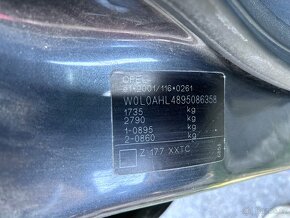 OPEL
e1*2001/116*0261
W0L0AHL4895086358
1735 kg
2790 kg
1-0895 kg
2-0860 kg
Z 177 XXTC